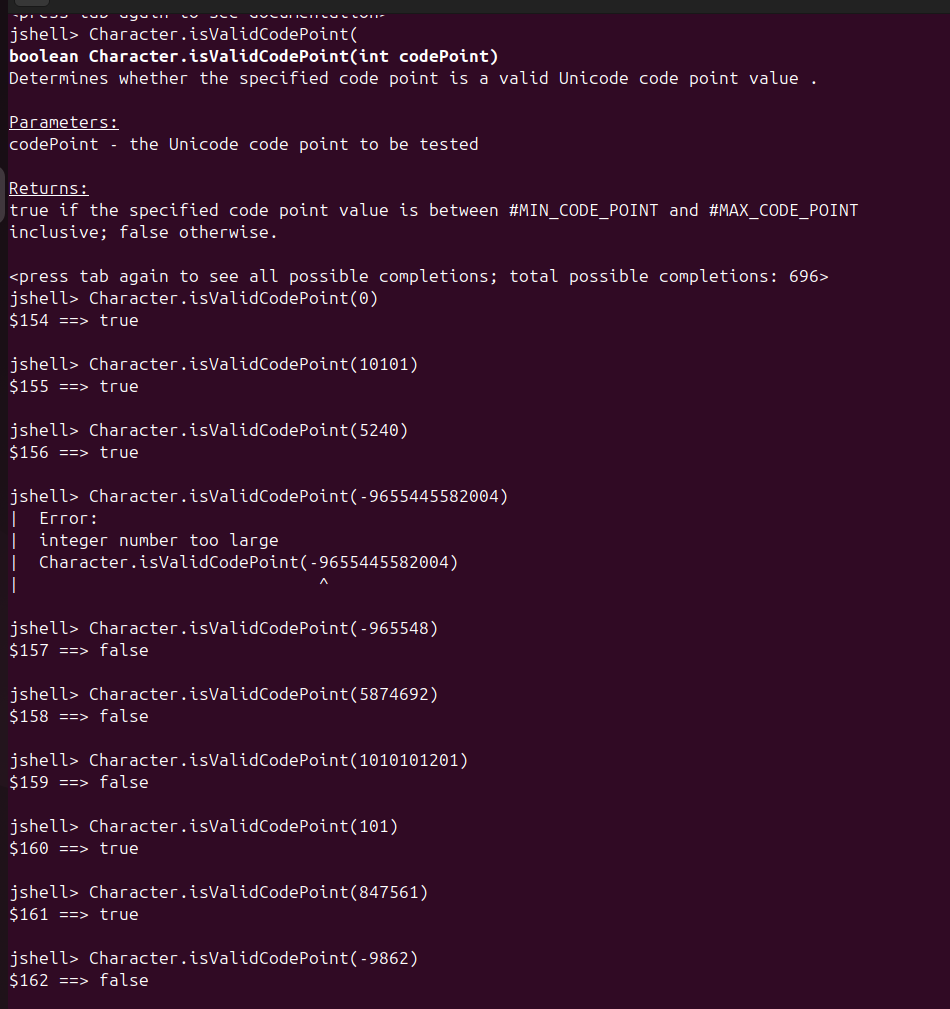 <press tab again to see documentation>
jshell> Character.isValidCodePoint(
boolean Character.isValidCodePoint(int codePoint)
Determines whether the specified code point is a valid Unicode code point value .
Parameters:
codePoint - the Unicode code point to be tested
Returns:
true if the specified code point value is between #MIN_CODE_POINT and #MAX_CODE_POINT
inclusive; false otherwise.
<press tab again to see all possible completions; total possible completions: 696>
jshell> Character.isValidCodePoint(0)
$154 ==> true
jshell> Character.isValidCodePoint(10101)
$155 ==> true
jshell> Character.isValidCodePoint(5240)
$156 ==> true
jshell> Character.isValidCodePoint(-9655445582004)
|  Error:
|  integer number too large
|  Character.isValidCodePoint(-9655445582004)
|                               ^
jshell> Character.isValidCodePoint(-965548)
$157 ==> false
jshell> Character.isValidCodePoint(5874692)
$158 ==> false
jshell> Character.isValidCodePoint(1010101201)
$159 ==> false
jshell> Character.isValidCodePoint(101)
$160 ==> true
jshell> Character.isValidCodePoint(847561)
$161 ==> true
jshell> Character.isValidCodePoint(-9862)
$162 ==> false